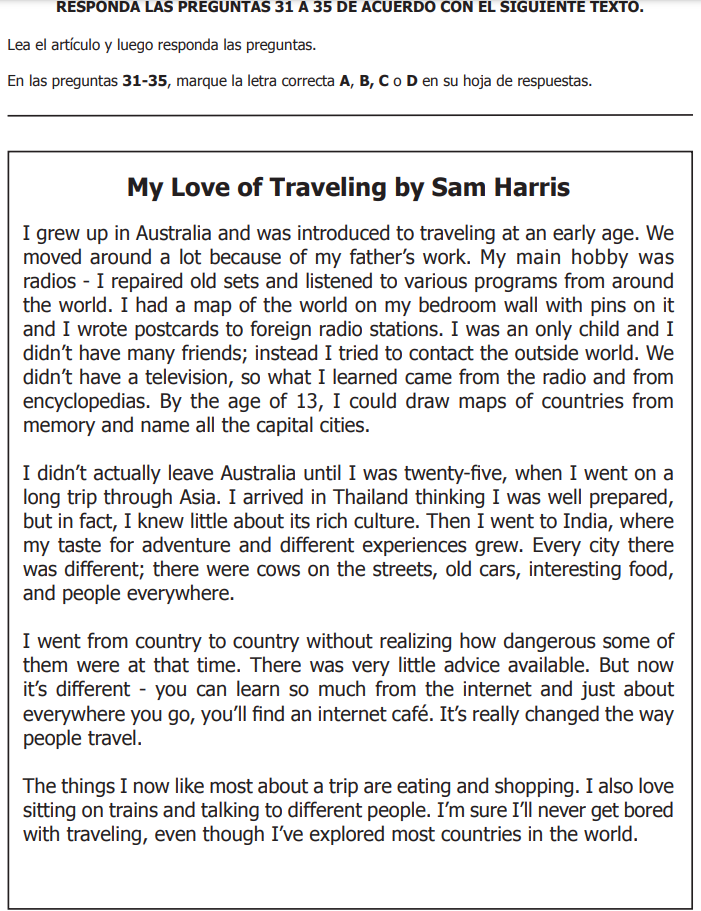 RESPONDA LAS PREGUNTAS 31 A 35 DE ACUERDO CON EL SIGUIENTE TEXTO.
Lea el artículo y luego responda las preguntas.
En las preguntas 31-35, marque la letra correcta A, B, C o D en su hoja de respuestas.
My Love of Traveling by Sam Harris
I grew up in Australia and was introduced to traveling at an early age. We
moved around a lot because of my father's work. My main hobby was
radios - I repaired old sets and listened to various programs from around
the world. I had a map of the world on my bedroom wall with pins on it
and I wrote postcards to foreign radio stations. I was an only child and I
didn't have many friends; instead I tried to contact the outside world. We
didn't have a television, so what I learned came from the radio and from
encyclopedias. By the age of 13, I could draw maps of countries from
memory and name all the capital cities.
I didn't actually leave Australia until I was twenty-five, when I went on a
long trip through Asia. I arrived in Thailand thinking I was well prepared,
but in fact, I knew little about its rich culture. Then I went to India, where
my taste for adventure and different experiences grew. Every city there
was different; there were cows on the streets, old cars, interesting food,
and people everywhere.
I went from country to country without realizing how dangerous some of
them were at that time. There was very little advice available. But now
it's different - you can learn so much from the internet and just about
everywhere you go, you'll find an internet café. It's really changed the way
people travel.
The things I now like most about a trip are eating and shopping. I also love
sitting on trains and talking to different people. I'm sure I'll never get bored
with traveling, even though I've explored most countries in the world.